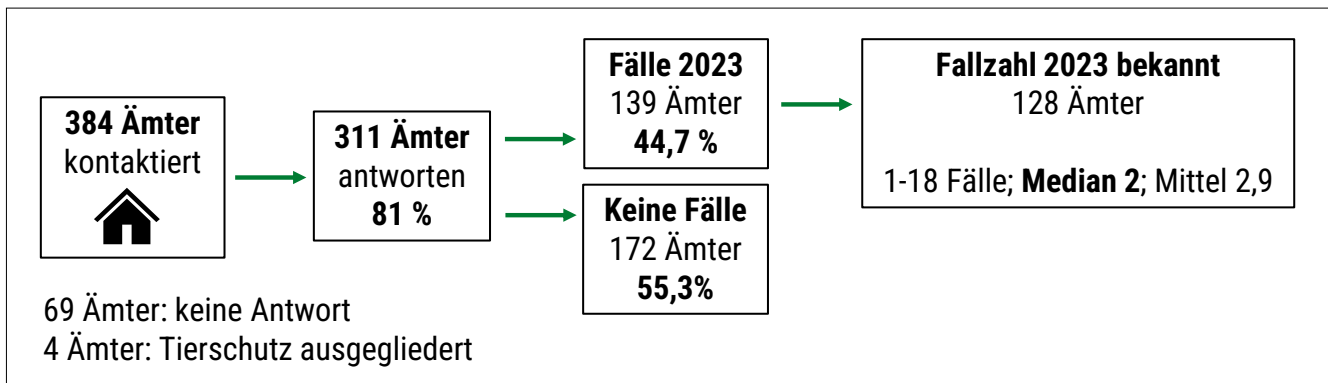 384 Ämter
kontaktiert
311 Ämter
antworten
81 %
Fälle 2023
139 Ämter
44,7 %
Keine Fälle
172 Ämter
55,3%
Fallzahl 2023 bekannt
128 Ämter
1-18 Fälle; Median 2; Mittel 2,9
69 Ämter: keine Antwort
4 Ämter: Tierschutz ausgegliedert